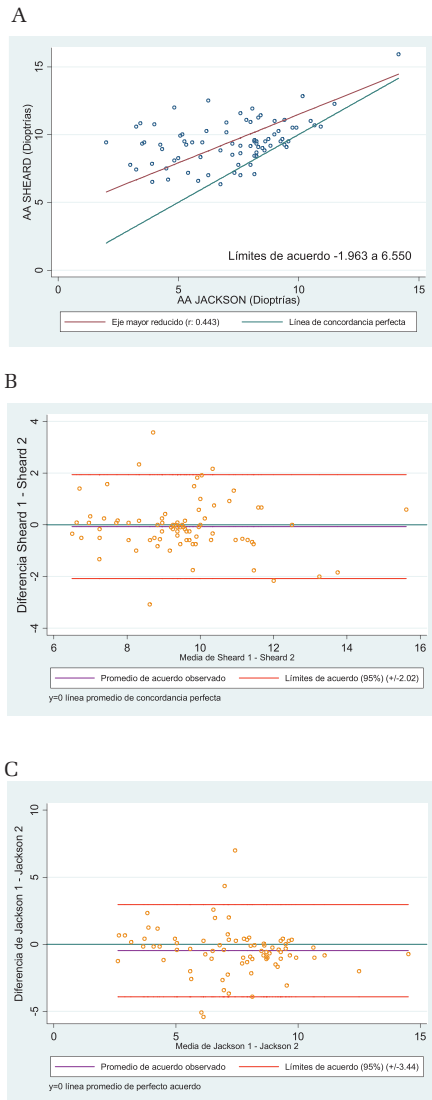 A
AA SHEARD (Dioptrías)
15
10
5
0
Límites de acuerdo -1.963 a 6.550
0 5 10 15
AA JACKSON (Dioptrías)
Eje mayor reducido (r: 0.443) Línea de concordancia perfecta
B
Diferencia Sheard 1 - Sheard 2
4
2
0
-2
-4
6 8 10 12 14 16
Media de Sheard 1 - Sheard 2
Promedio de acuerdo observado Límites de acuerdo (95%) (+/-2.02)
y=0 línea promedio de concordancia perfecta
C
Diferencia de Jackson 1 - Jackson 2
10
5
0
-5
0 5 10 15
Media de Jackson 1 - Jackson 2
Promedio de acuerdo observado Límites de acuerdo (95%) (+/-3.44)
y=0 línea promedio de perfecto acuerdo